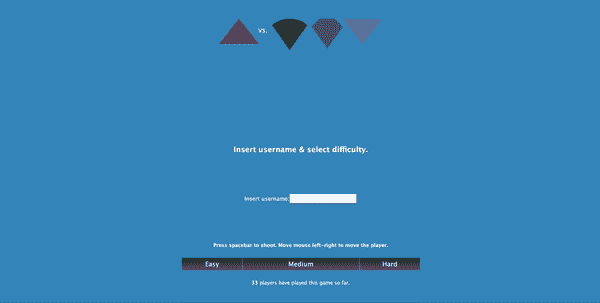 vs.
Insert username & select difficulty.
Insert username:
Press spacebar to shoot. Move mouse left-right to move the player.
Easy Medium Hard
33 players have played this game so far.